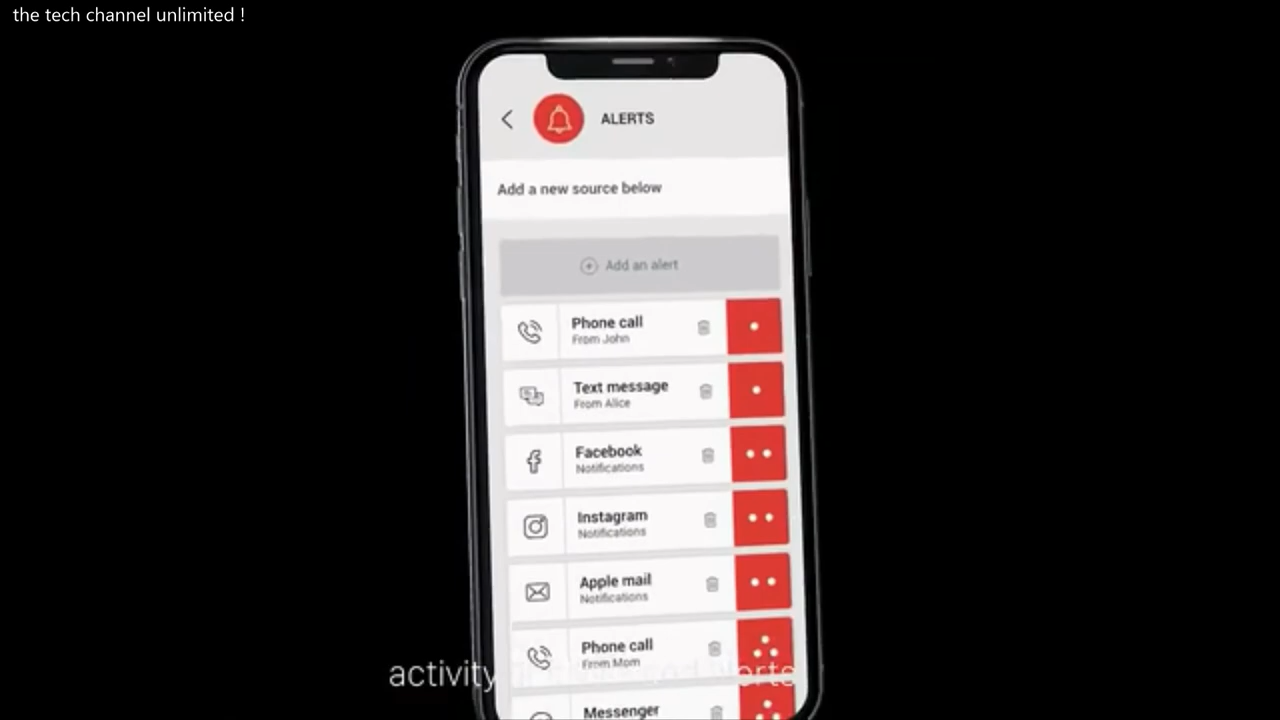 the tech channel unlimited !
ALERTS
Add a new source below
Add an alert
Phone call
From John
Text message
From Alice
Facebook
Notifications
Instagram
Notifications
Apple mail
Notifications
Phone call
From Mom
activity alerts
Messenger